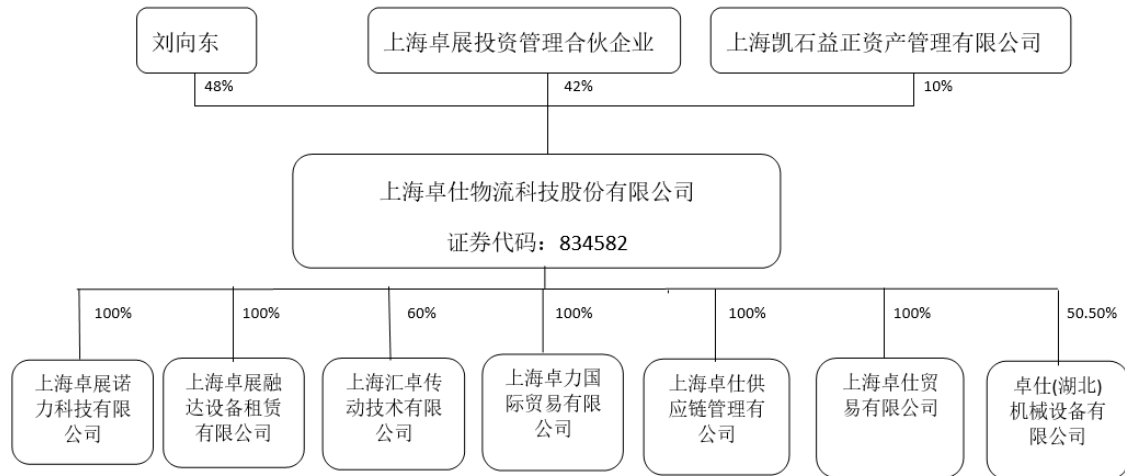 刘向东
上海卓展投资管理合伙企业
上海凯石益正资产管理有限公司
48%
42%
10%
上海卓仕物流科技股份有限公司
证券代码：834582
100%
100%
60%
100%
100%
100%
50.50%
上海卓展诺
力科技有限
公司
上海卓展融
达设备租赁
有限公司
上海汇卓传
动技术有限
公司
上海卓力国
际贸易有限
公司
上海卓仕供
应链管理有
限公司
上海卓仕贸
易有限公司
卓仕(湖北)
机械设备有
限公司